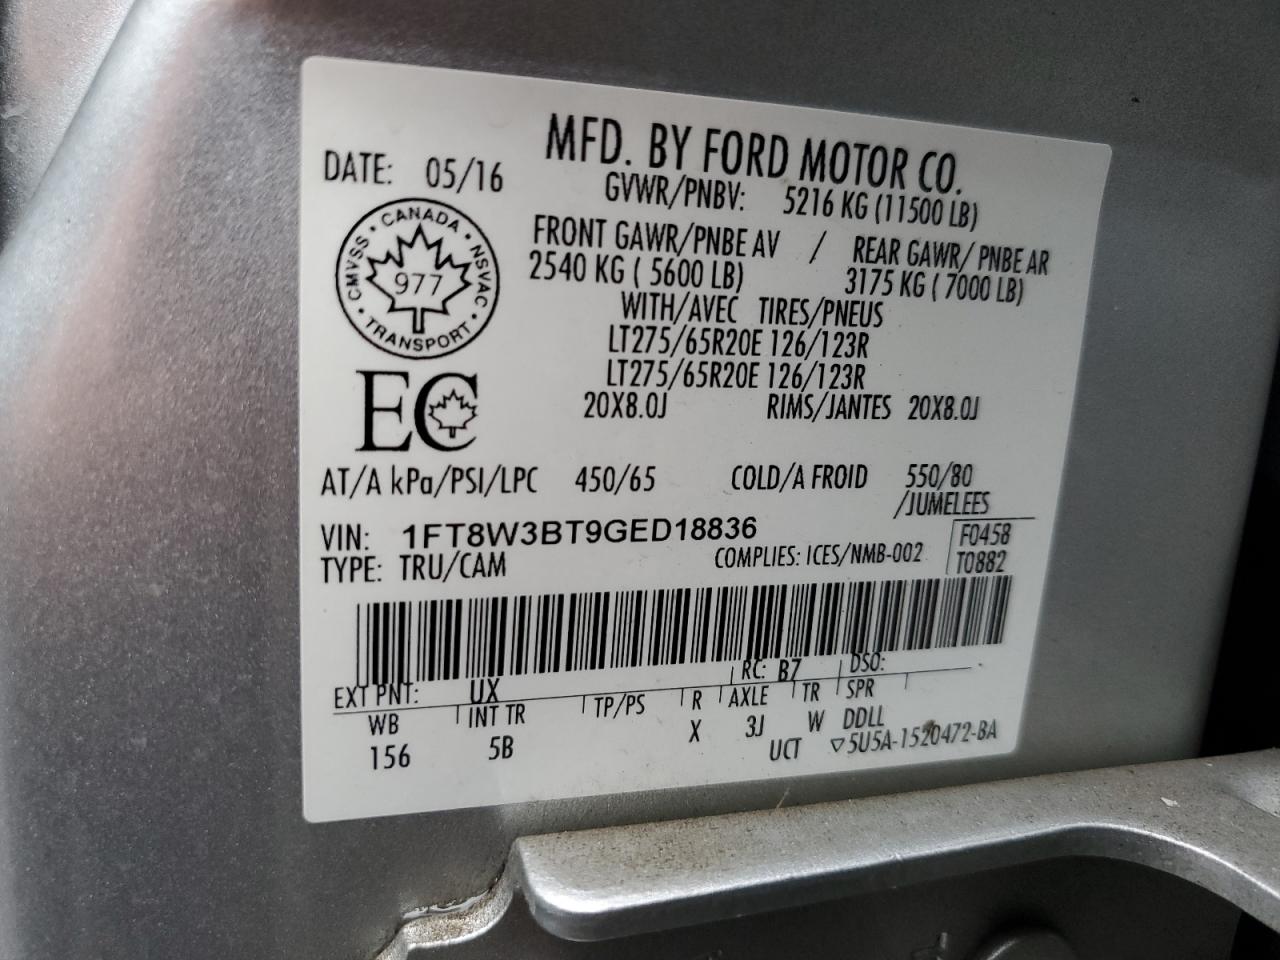 MFD. BY FORD MOTOR CO.
DATE: 05/16
GVWR/PNBV: 5216 KG (11500 LB)
CANADA
CMVSS NSVAC
977
TRANSPORT
FRONT GAWR/PNBE AV / REAR GAWR/ PNBE AR
2540 KG ( 5600 LB) 3175 KG ( 7000 LB)
WITH/AVEC TIRES/PNEUS
LT275/65R20E 126/123R
LT275/65R20E 126/123R
EC
20X8.0J RIMS/JANTES 20X8.0J
AT/A kPa/PSI/LPC 450/65 COLD/A FROID 550/80
/JUMELEES
VIN: 1FT8W3BT9GED18836 F0458
TYPE: TRU/CAM COMPLIES: ICES/NMB-002 T0882
EXT PNT: UX RC: B7 DSO:
WB INT TR TP/PS R AXLE TR SPR
156 5B X 3J W DDLL
UCT ▽5U5A-1520472-BA